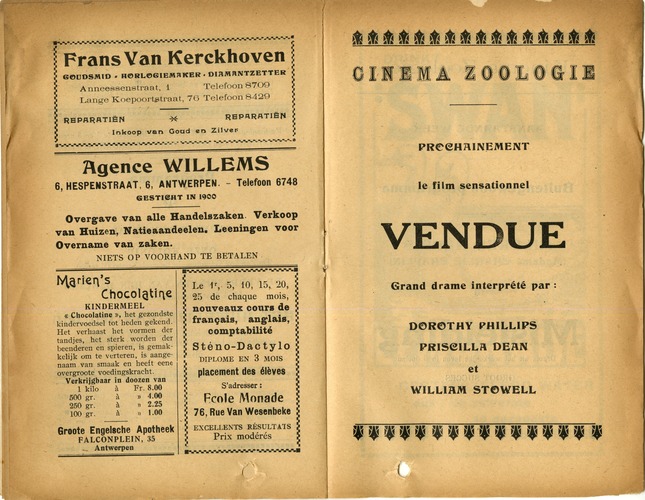 Frans Van Kerckhoven
GOUDSMID - HORLOGIEMAKER - DIAMANTZETTER
Anneessenstraat, 1 Telefoon 8709
Lange Koepoortstraat, 76 Telefoon 8429
REPARATIËN * REPARATIËN
Inkoop van Goud en Zilver
Agence WILLEMS
6, HESPENSTRAAT, 6, ANTWERPEN. - Telefoon 6748
GESTICHT IN 1900
Overgave van alle Handelszaken. Verkoop
van Huizen, Natieaandeelen. Leeningen voor
Overname van zaken.
NIETS OP VOORHAND TE BETALEN
Marien's
Chocolatine
KINDERMEEL
« Chocolatine », het gezondste
kindervoedsel tot heden gekend.
Het verhaast het vormen der
tandjes, het sterk worden der
beenderen en spieren, is gemak-
kelijk om te verteren, is aange-
naam van smaak en heeft eene
overgroote voedingskracht.
Verkrijgbaar in doozen van
1 kilo à Fr. 8.00
500 gr. à » 4.00
250 gr. à » 2.25
100 gr. à » 1.00
Groote Engelsche Apotheek
FALCONPLEIN, 35
Antwerpen
Le 1er, 5, 10, 15, 20,
25 de chaque mois,
nouveaux cours de
français, anglais,
comptabilité
Sténo-Dactylo
DIPLOME EN 3 MOIS
placement des élèves
S'adresser :
Ecole Monade
76, Rue Van Wesenbeke
EXCELLENTS RÉSULTATS
Prix modérés
CINEMA ZOOLOGIE
PROCHAINEMENT
le film sensationnel
VENDUE
Grand drame interprété par :
DOROTHY PHILLIPS
PRISCILLA DEAN
et
WILLIAM STOWELL